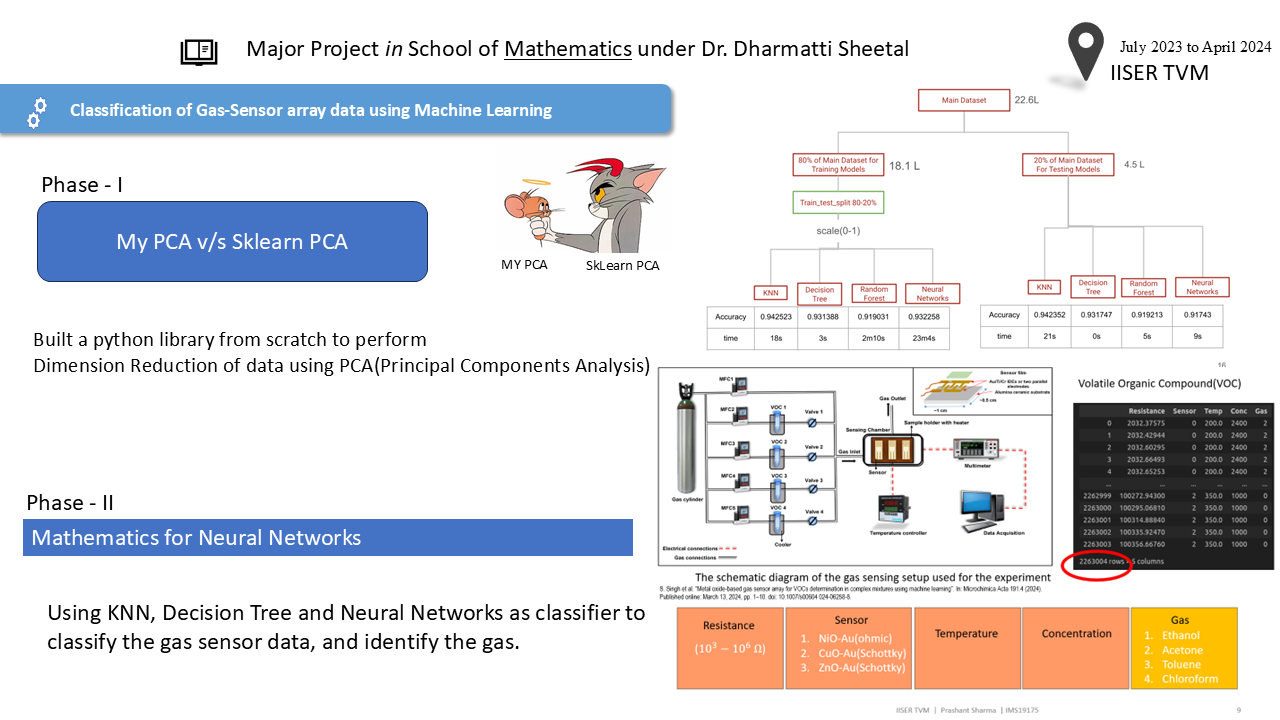 Major Project in School of Mathematics under Dr. Dharmatti Sheetal
July 2023 to April 2024
IISER TVM
Classification of Gas-Sensor array data using Machine Learning
Phase - I
My PCA v/s Sklearn PCA
MY PCA
SkLearn PCA
Built a python library from scratch to perform
Dimension Reduction of data using PCA(Principal Components Analysis)
Phase - II
Mathematics for Neural Networks
Using KNN, Decision Tree and Neural Networks as classifier to
classify the gas sensor data, and identify the gas.
Main Dataset
22.6L
80% of Main Dataset for
Training Models
18.1 L
20% of Main Dataset
For Testing Models
4.5 L
Train_test_split 80-20%
scale(0-1)
KNN
Decision
Tree
Random
Forest
Neural
Networks
Accuracy 0.942523 0.931388 0.919031 0.932258
time 18s 3s 2m10s 23m4s
KNN
Decision
Tree
Random
Forest
Neural
Networks
Accuracy 0.942352 0.931747 0.919213 0.91743
time 21s 0s 5s 9s
16
MFC1
MFC2
MFC3
MFC4
MFC5
VOC 1
VOC 2
VOC 3
VOC 4
Valve 1
Valve 2
Valve 3
Valve 4
Gas cylinder
Cooler
Electrical connections
Gas connections
Gas Outlet
Sensing Chamber
Gas inlet
Sensor
Sample holder with heater
Sensor film
Au/Ti/Cr IDEs or two parallel
electrodes
Alumina ceramic substrate
~0.5 cm
~1 cm
Multimeter
Temperature controller
Data Acquisition
The schematic diagram of the gas sensing setup used for the experiment
S. Singh et al. "Metal oxide-based gas sensor array for VOCs determination in complex mixtures using machine learning". In: Microchimica Acta 191.4 (2024).
Published online: March 13, 2024, pp. 1–10. doi: 10.1007/s00604 024-06258-8.
Volatile Organic Compound(VOC)
Resistance Sensor Temp Conc Gas
0 2032.37575 0 200.0 2400 2
1 2032.42944 0 200.0 2400 2
2 2032.60295 0 200.0 2400 2
3 2032.66493 0 200.0 2400 2
4 2032.65253 0 200.0 2400 2
... ... ... ... ... ...
2262999 100272.94300 2 350.0 1000 0
2263000 100295.06810 2 350.0 1000 0
2263001 100314.88840 2 350.0 1000 0
2263002 100335.92470 2 350.0 1000 0
2263003 100356.66760 2 350.0 1000 0
2263004 rows × 5 columns
Resistance
(10³ − 10⁶ Ω)
Sensor
1. NiO-Au(ohmic)
2. CuO-Au(Schottky)
3. ZnO-Au(Schottky)
Temperature
Concentration
Gas
1. Ethanol
2. Acetone
3. Toluene
4. Chloroform
IISER TVM | Prashant Sharma | IMS19175
9